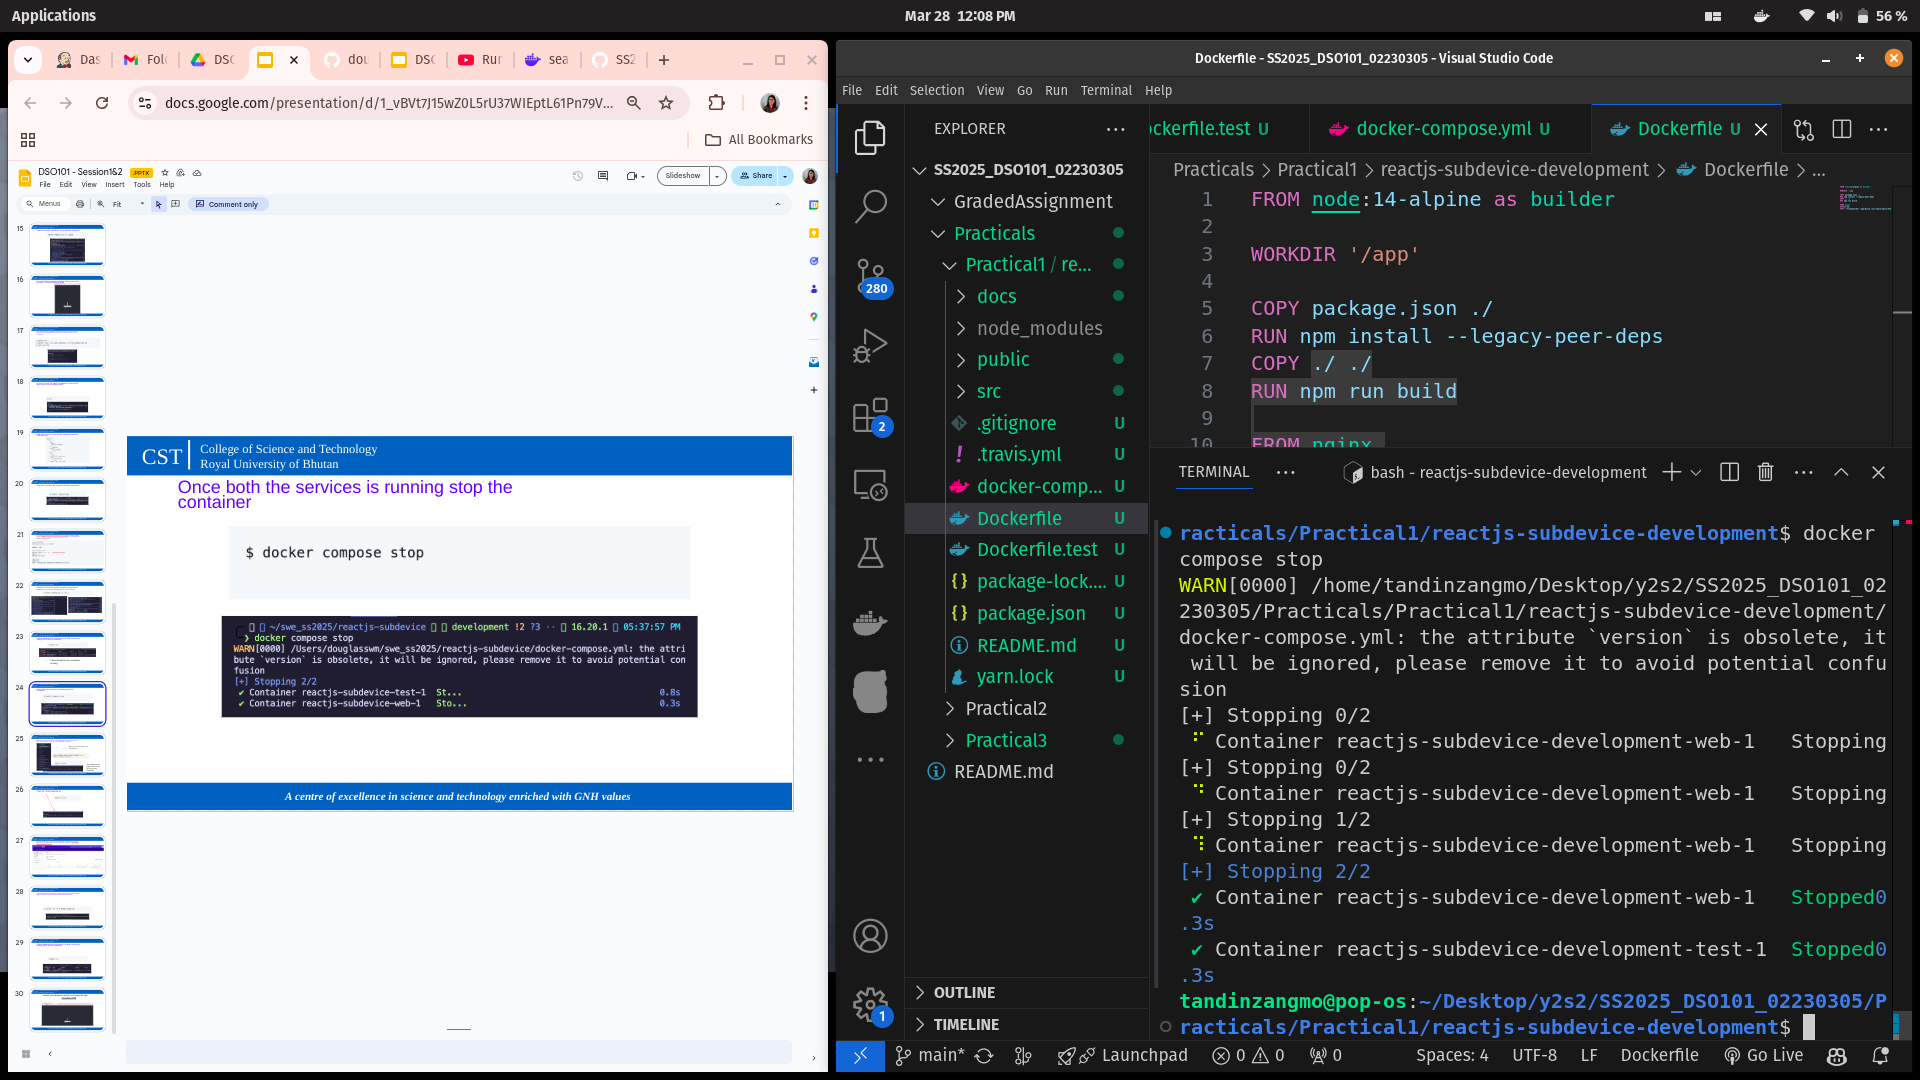 Applications
Mar 28 12:08 PM
56 %
Das
Fol
DSC
dou
DSC
Rur
sea
SS2
docs.google.com/presentation/d/1_vBVt7J15wZ0L5rU37WIEptL61Pn79V...
All Bookmarks
DSO101 - Session1&2 .PPTX
File Edit View Insert Tools Help
Slideshow
Share
Menus
Fit
Comment only
15
16
17
18
19
20
21
22
23
24
25
26
27
28
29
30
CST
College of Science and Technology
Royal University of Bhutan
Once both the services is running stop the
container
$ docker compose stop
~/swe_ss2025/reactjs-subdevice development !2 ?3 ·· 16.20.1 05:37:57 PM
❯ docker compose stop
WARN[0000] /Users/douglasswm/swe_ss2025/reactjs-subdevice/docker-compose.yml: the attri
bute `version` is obsolete, it will be ignored, please remove it to avoid potential con
fusion
[+] Stopping 2/2
✔ Container reactjs-subdevice-test-1 St... 0.8s
✔ Container reactjs-subdevice-web-1 Sto... 0.3s
A centre of excellence in science and technology enriched with GNH values
Dockerfile - SS2025_DSO101_02230305 - Visual Studio Code
File Edit Selection View Go Run Terminal Help
EXPLORER
SS2025_DSO101_02230305
GradedAssignment
Practicals
Practical1 / re...
docs
node_modules
public
src
.gitignore U
.travis.yml U
docker-comp... U
Dockerfile U
Dockerfile.test U
package-lock.... U
package.json U
README.md U
yarn.lock U
Practical2
Practical3
README.md
OUTLINE
TIMELINE
280
2
1
ockerfile.test U
docker-compose.yml U
Dockerfile U
Practicals > Practical1 > reactjs-subdevice-development > Dockerfile > ...
1 FROM node:14-alpine as builder
2
3 WORKDIR '/app'
4
5 COPY package.json ./
6 RUN npm install --legacy-peer-deps
7 COPY ./ ./
8 RUN npm run build
9
10 FROM nginx
TERMINAL
bash - reactjs-subdevice-development
racticals/Practical1/reactjs-subdevice-development$ docker
compose stop
WARN[0000] /home/tandinzangmo/Desktop/y2s2/SS2025_DSO101_02
230305/Practicals/Practical1/reactjs-subdevice-development/
docker-compose.yml: the attribute `version` is obsolete, it
will be ignored, please remove it to avoid potential confu
sion
[+] Stopping 0/2
Container reactjs-subdevice-development-web-1 Stopping
[+] Stopping 0/2
Container reactjs-subdevice-development-web-1 Stopping
[+] Stopping 1/2
Container reactjs-subdevice-development-web-1 Stopping
[+] Stopping 2/2
✔ Container reactjs-subdevice-development-web-1 Stopped0
.3s
✔ Container reactjs-subdevice-development-test-1 Stopped0
.3s
tandinzangmo@pop-os:~/Desktop/y2s2/SS2025_DSO101_02230305/P
racticals/Practical1/reactjs-subdevice-development$
main* Launchpad 0 0 0 Spaces: 4 UTF-8 LF Dockerfile Go Live